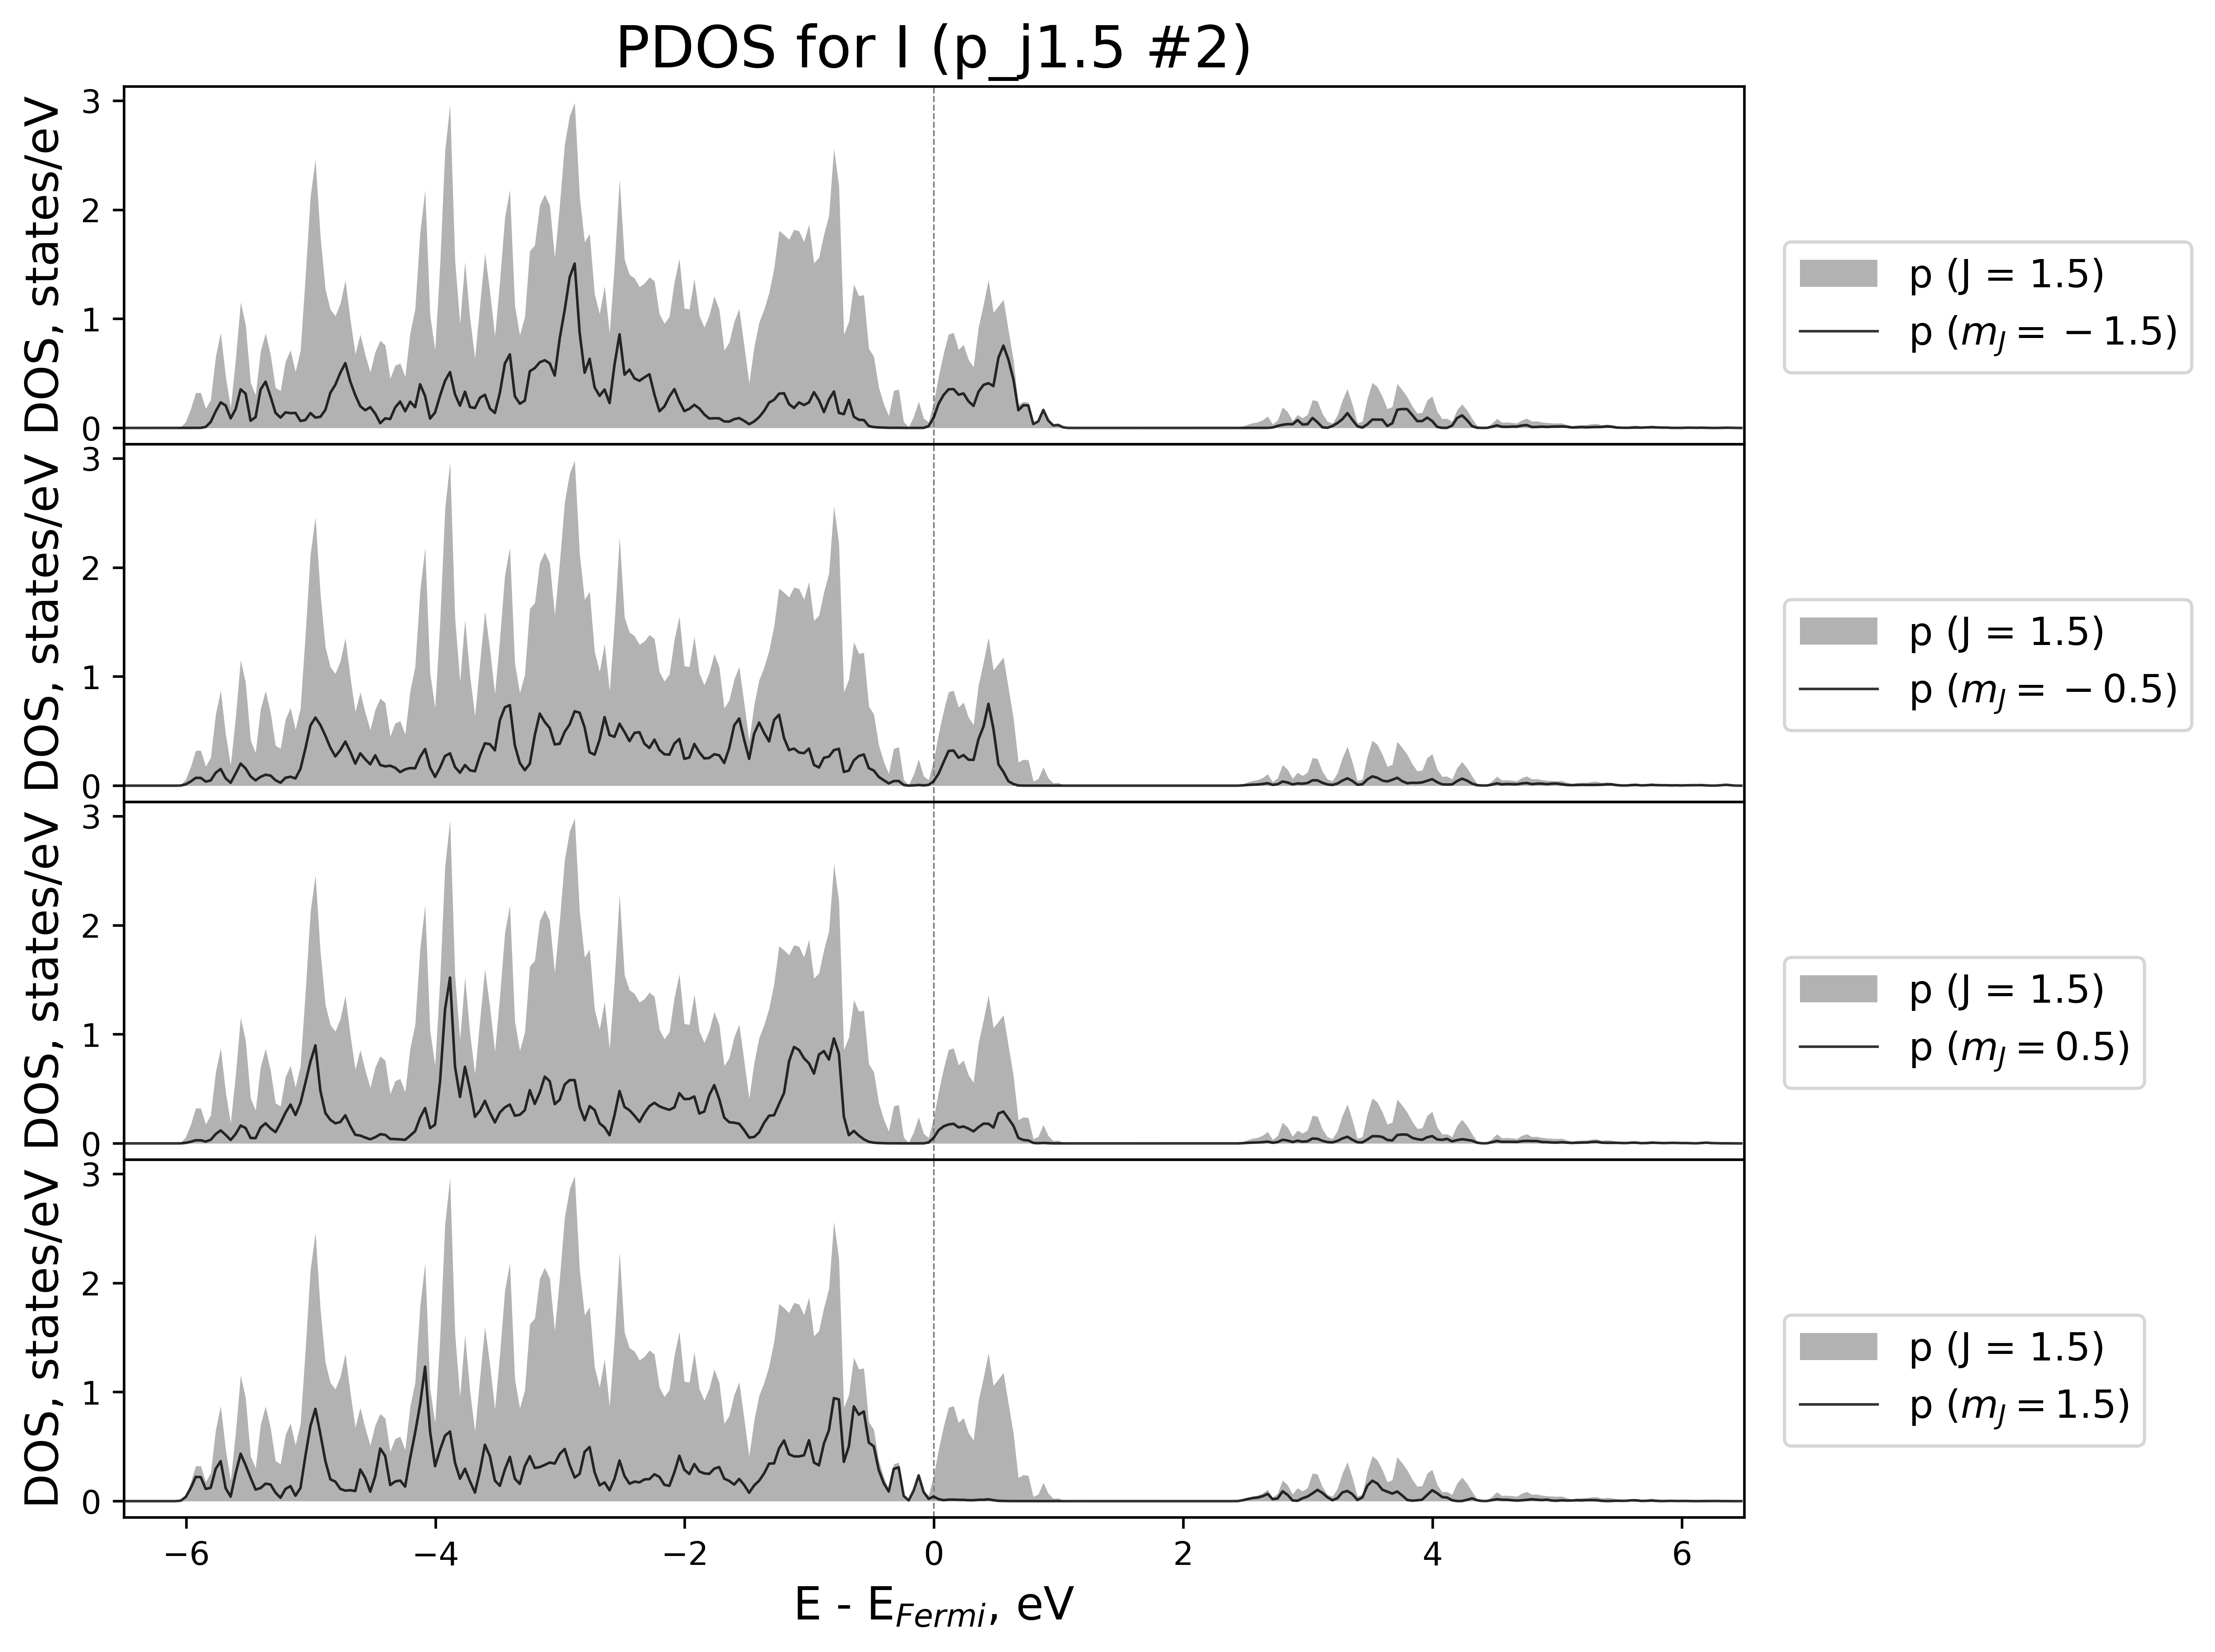 PDOS for I (p_j1.5 #2)
DOS, states/eV
3
2
1
0
p (J = 1.5)
p (m_J = −1.5)
DOS, states/eV
3
2
1
0
p (J = 1.5)
p (m_J = −0.5)
DOS, states/eV
3
2
1
0
p (J = 1.5)
p (m_J = 0.5)
DOS, states/eV
3
2
1
0
p (J = 1.5)
p (m_J = 1.5)
−6 −4 −2 0 2 4 6
E - E_Fermi, eV